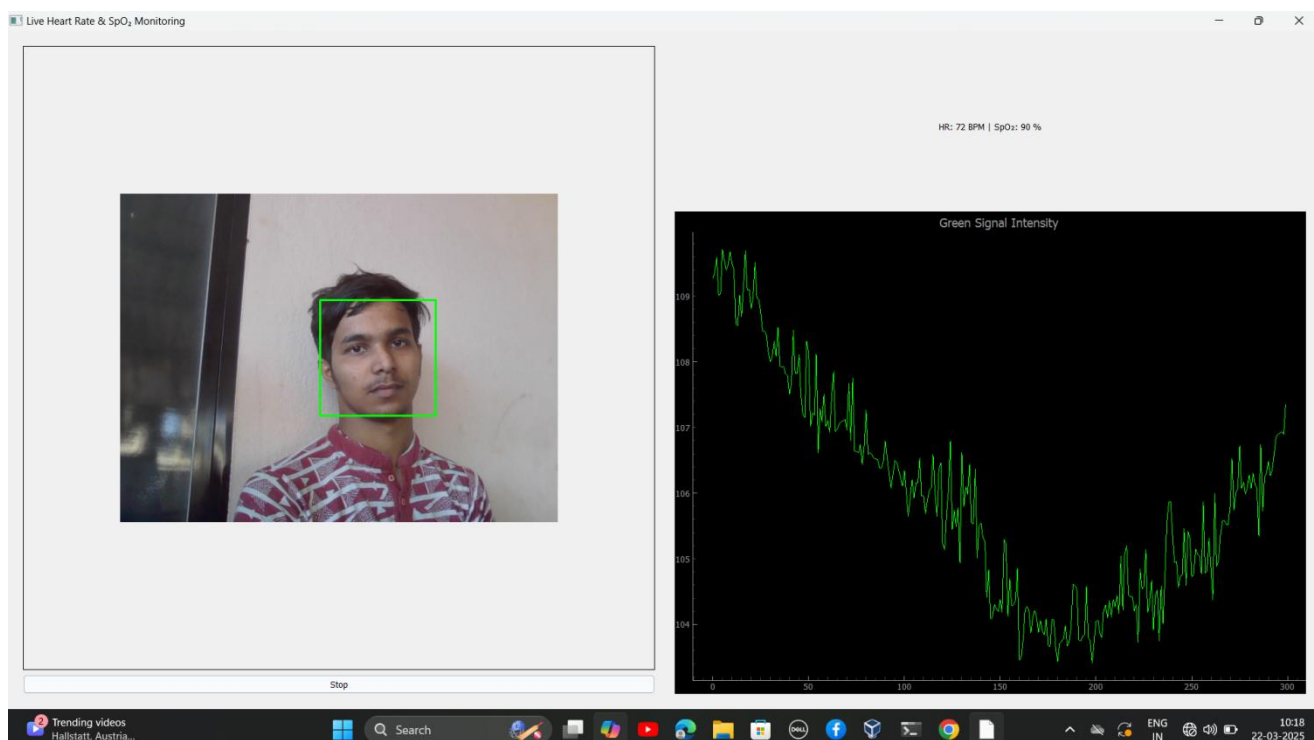 Live Heart Rate & SpO₂ Monitoring
HR: 72 BPM | SpO₂: 90 %
Green Signal Intensity
109
108
107
106
105
104
0 50 100 150 200 250 300
Stop
2
Trending videos
Hallstatt, Austria...
Search
DELL
ENG
IN
10:18
22-03-2025